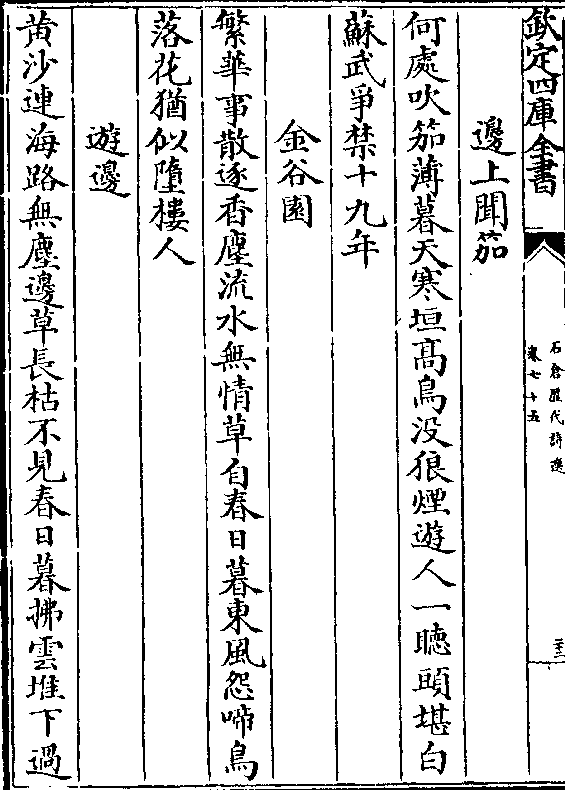 欽定四庫全書
石倉歴代詩選
卷七十五
二十三
邊上聞笳
何處吹笳薄暮天寒垣髙鳥没狼煙遊人一聽頭堪白
蘇武爭禁十九年
金谷園
繁華事散逐香塵流水無情草自春日暮東風怨啼鳥
落花猶似墮樓人
遊邊
黄沙連海路無塵邊草長枯不見春日暮拂雲堆下過